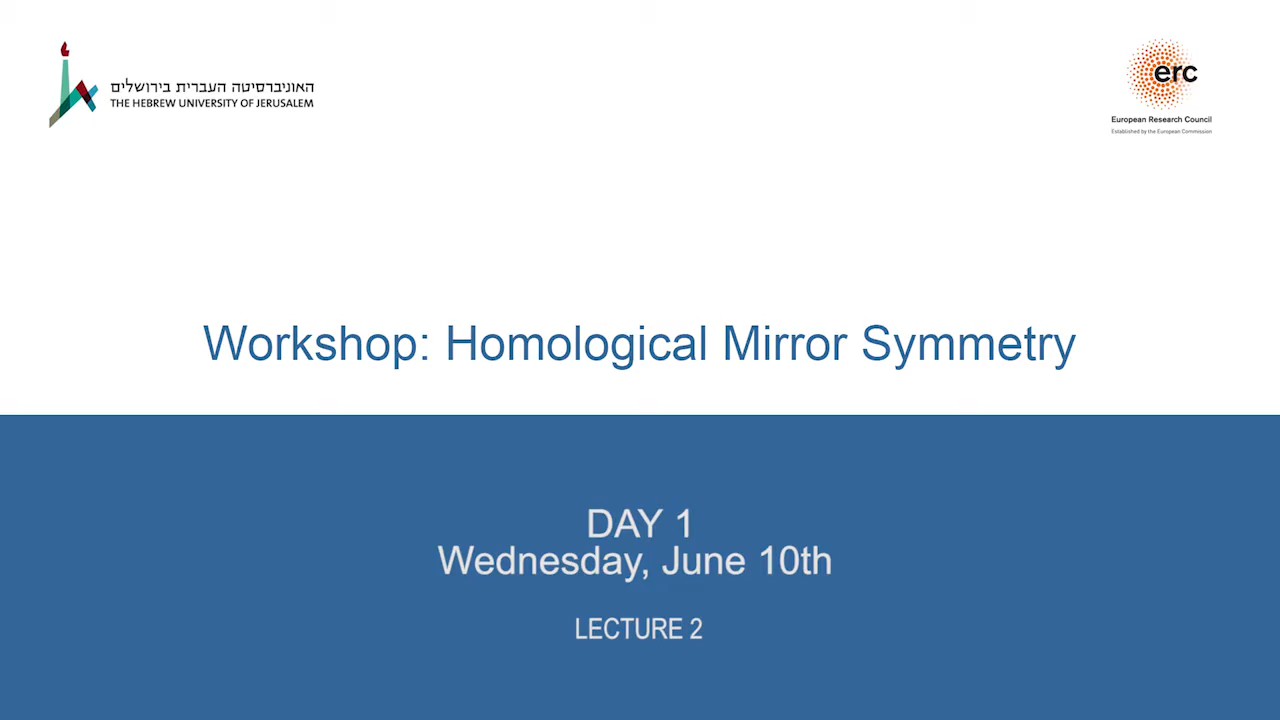 האוניברסיטה העברית בירושלים
THE HEBREW UNIVERSITY OF JERUSALEM
erc
European Research Council
Established by the European Commission
Workshop: Homological Mirror Symmetry
DAY 1
Wednesday, June 10th
LECTURE 2